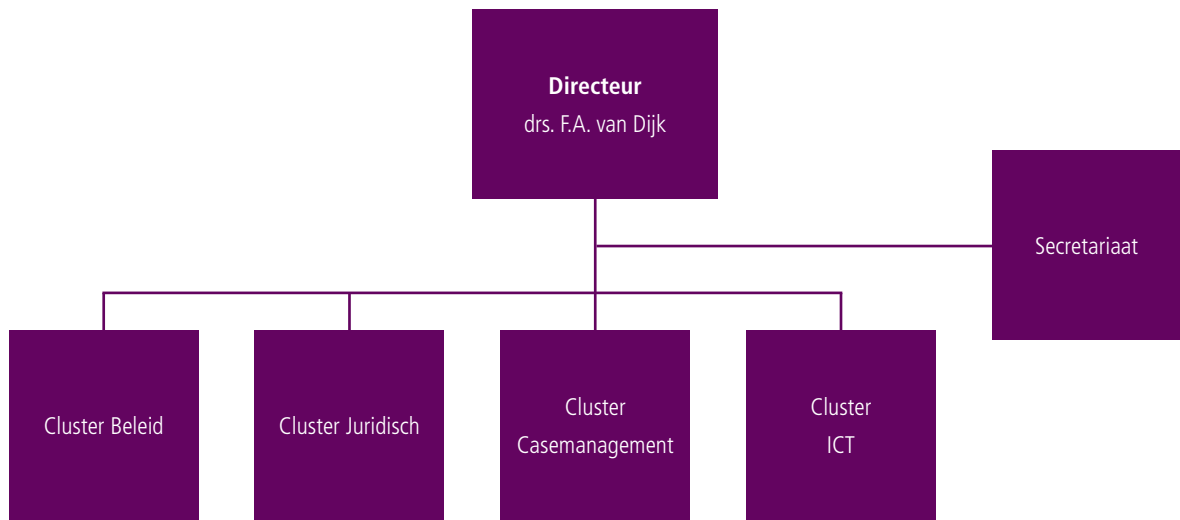 Directeur
drs. F.A. van Dijk
Secretariaat
Cluster Beleid
Cluster Juridisch
Cluster
Casemanagement
Cluster
ICT